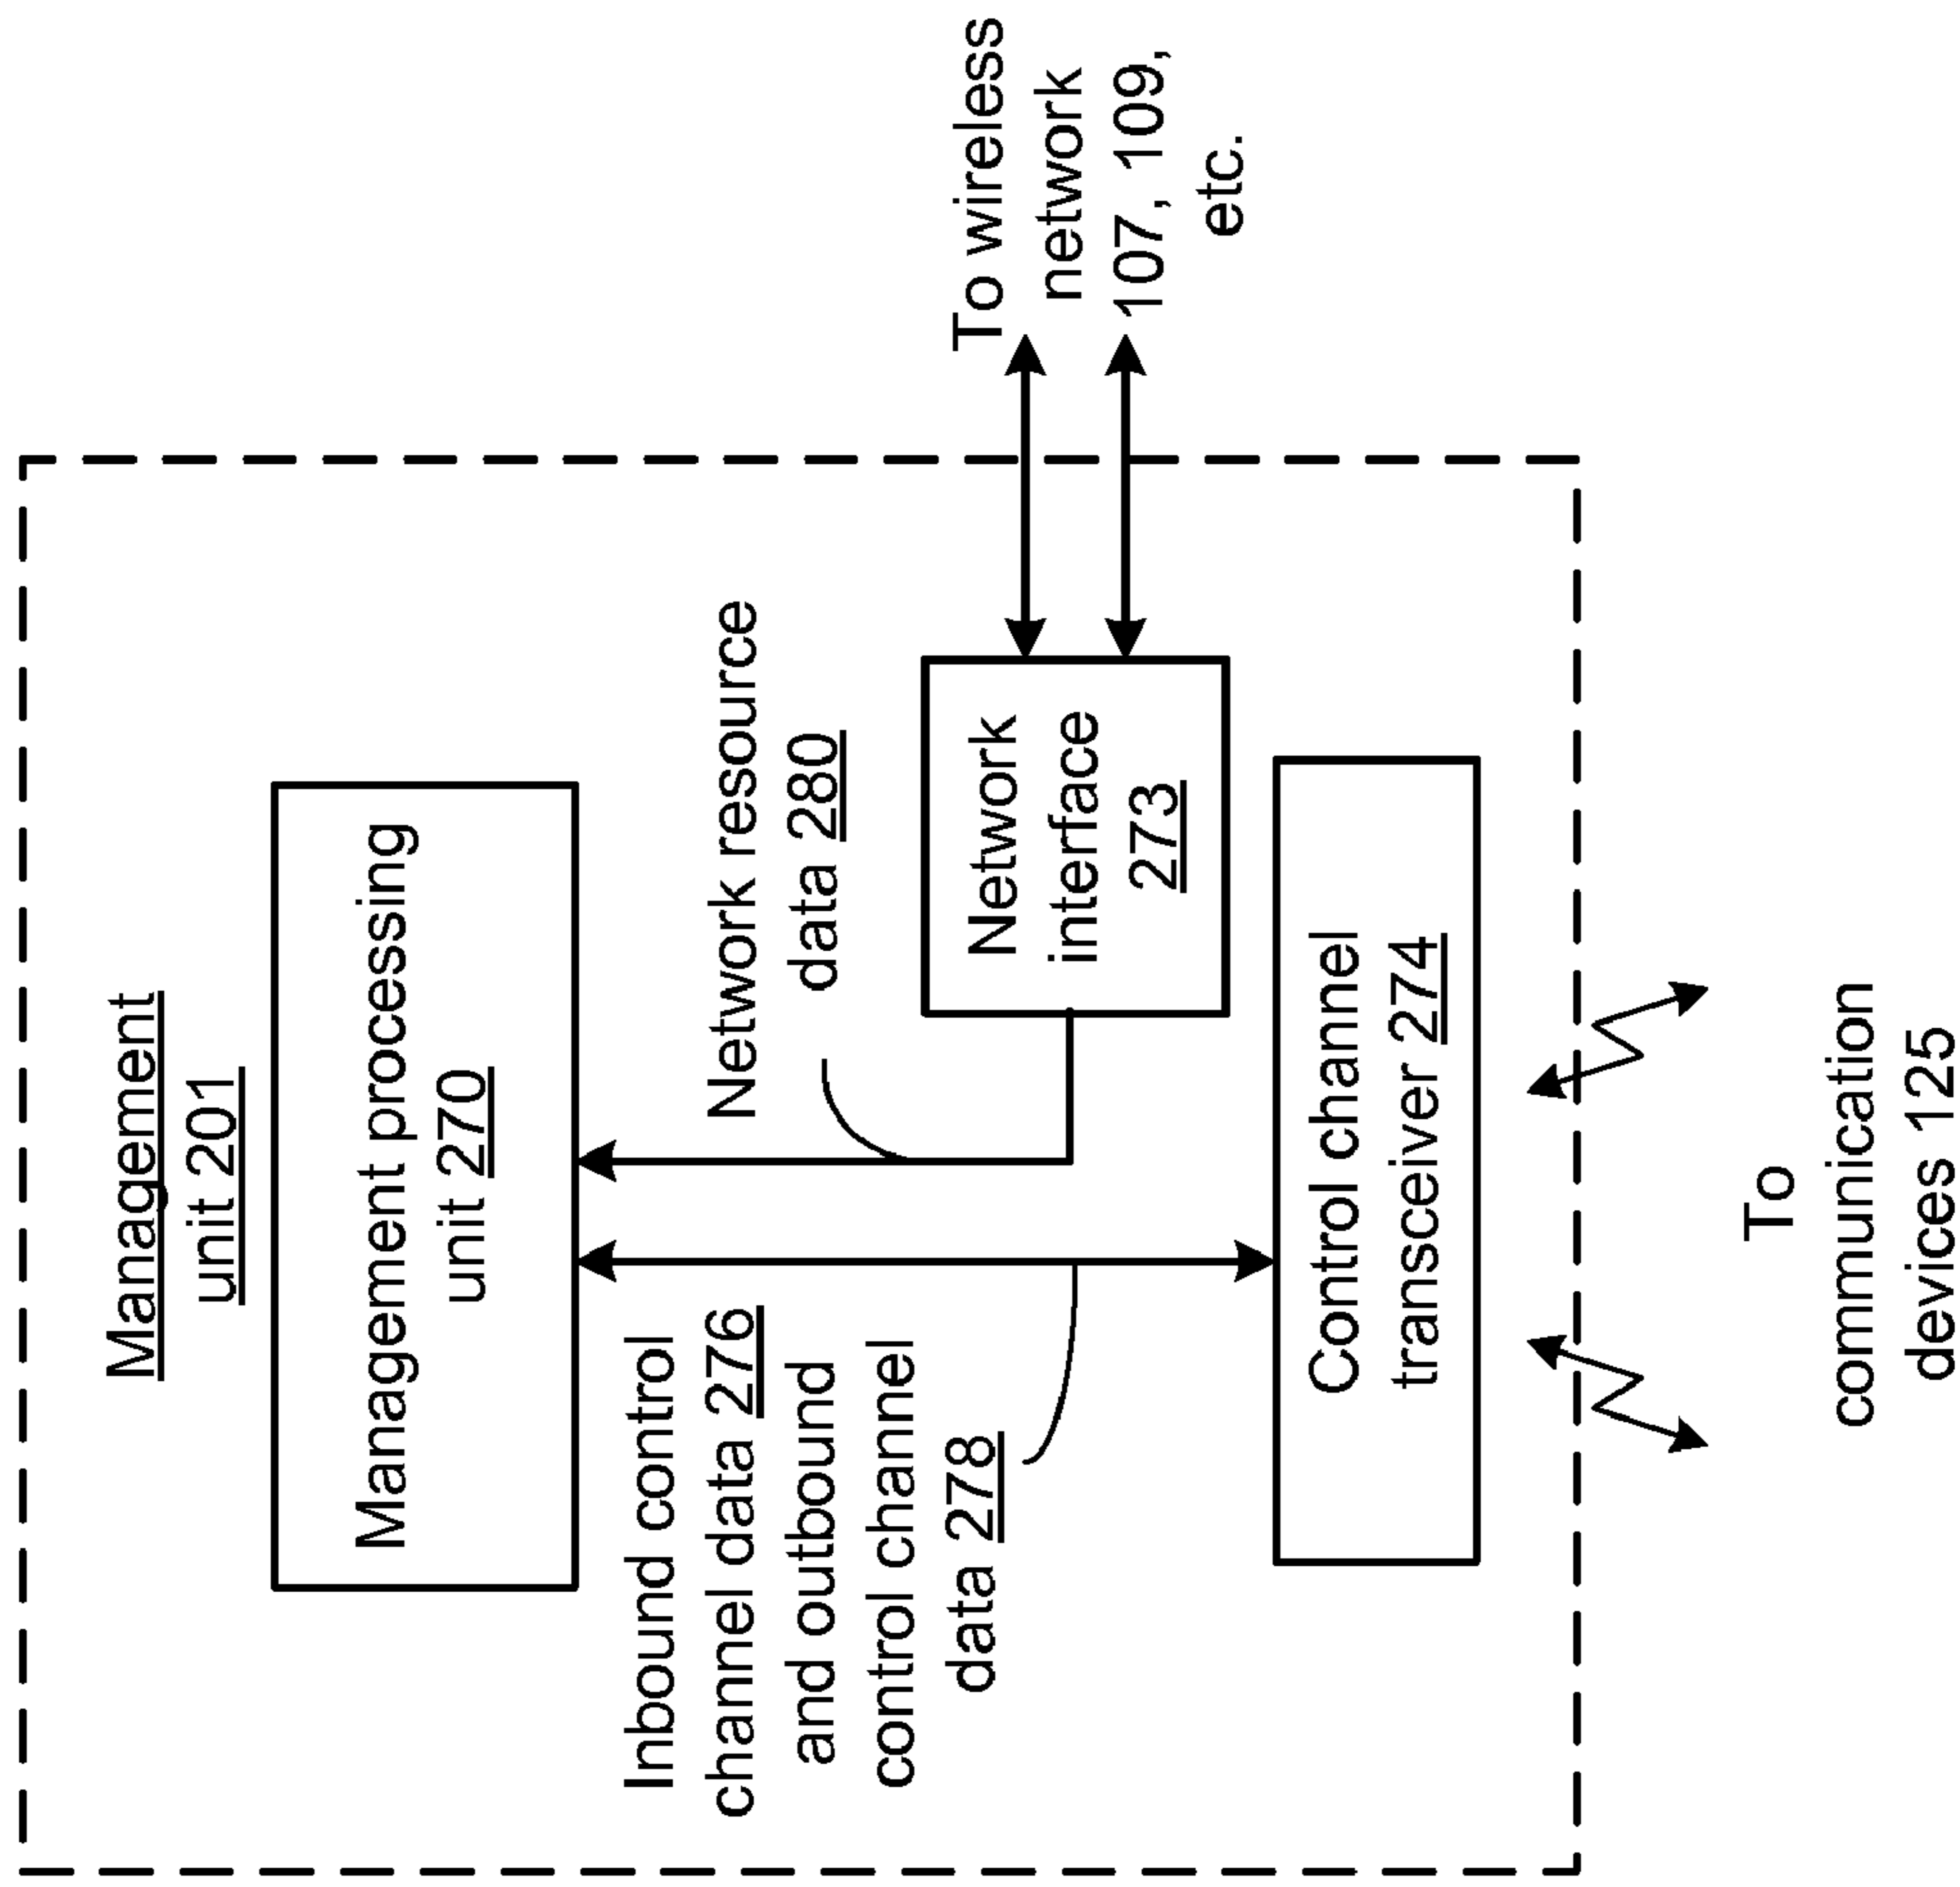 Management
unit 201
Management processing
unit 270
Inbound control
channel data 276
and outbound
control channel
data 278
Network resource
data 280
Network
interface
273
To wireless
network
107, 109,
etc.
Control channel
transceiver 274
To
communication
devices 125